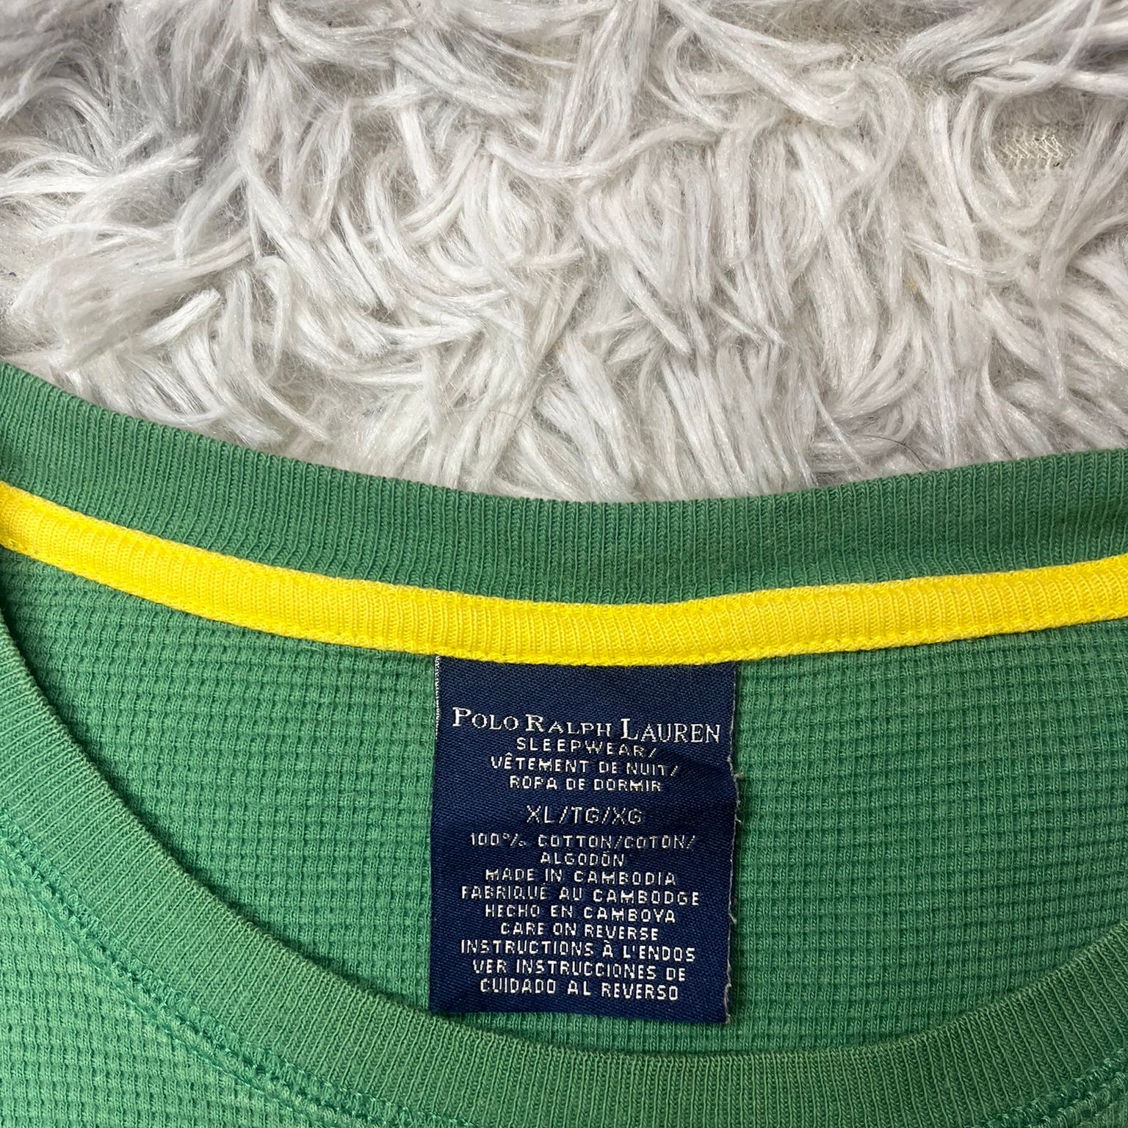 POLO RALPH LAUREN
SLEEPWEAR/
VÊTEMENT DE NUIT/
ROPA DE DORMIR
XL/TG/XG
100% COTTON/COTON/
ALGODÓN
MADE IN CAMBODIA
FABRIQUE AU CAMBODGE
HECHO EN CAMBOYA
CARE ON REVERSE
INSTRUCTIONS À L'ENDOS
VER INSTRUCCIONES DE
CUIDADO AL REVERSO